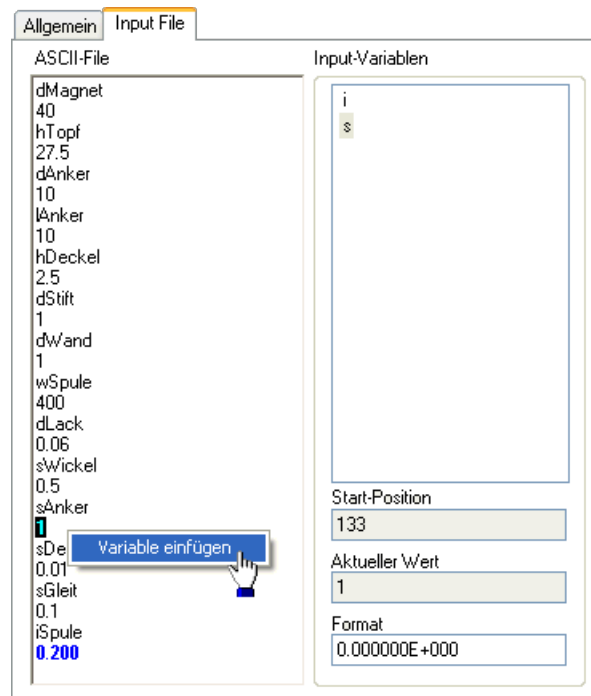 Allgemein Input File
ASCII-File
dMagnet
40
hTopf
27.5
dAnker
10
lAnker
10
hDeckel
2.5
dStift
1
dWand
1
wSpule
400
dLack
0.06
sWickel
0.5
sAnker
1
sDe
Variable einfügen
0.01
sGleit
0.1
iSpule
0.200
Input-Variablen
i
s
Start-Position
133
Aktueller Wert
1
Format
0.000000E+000